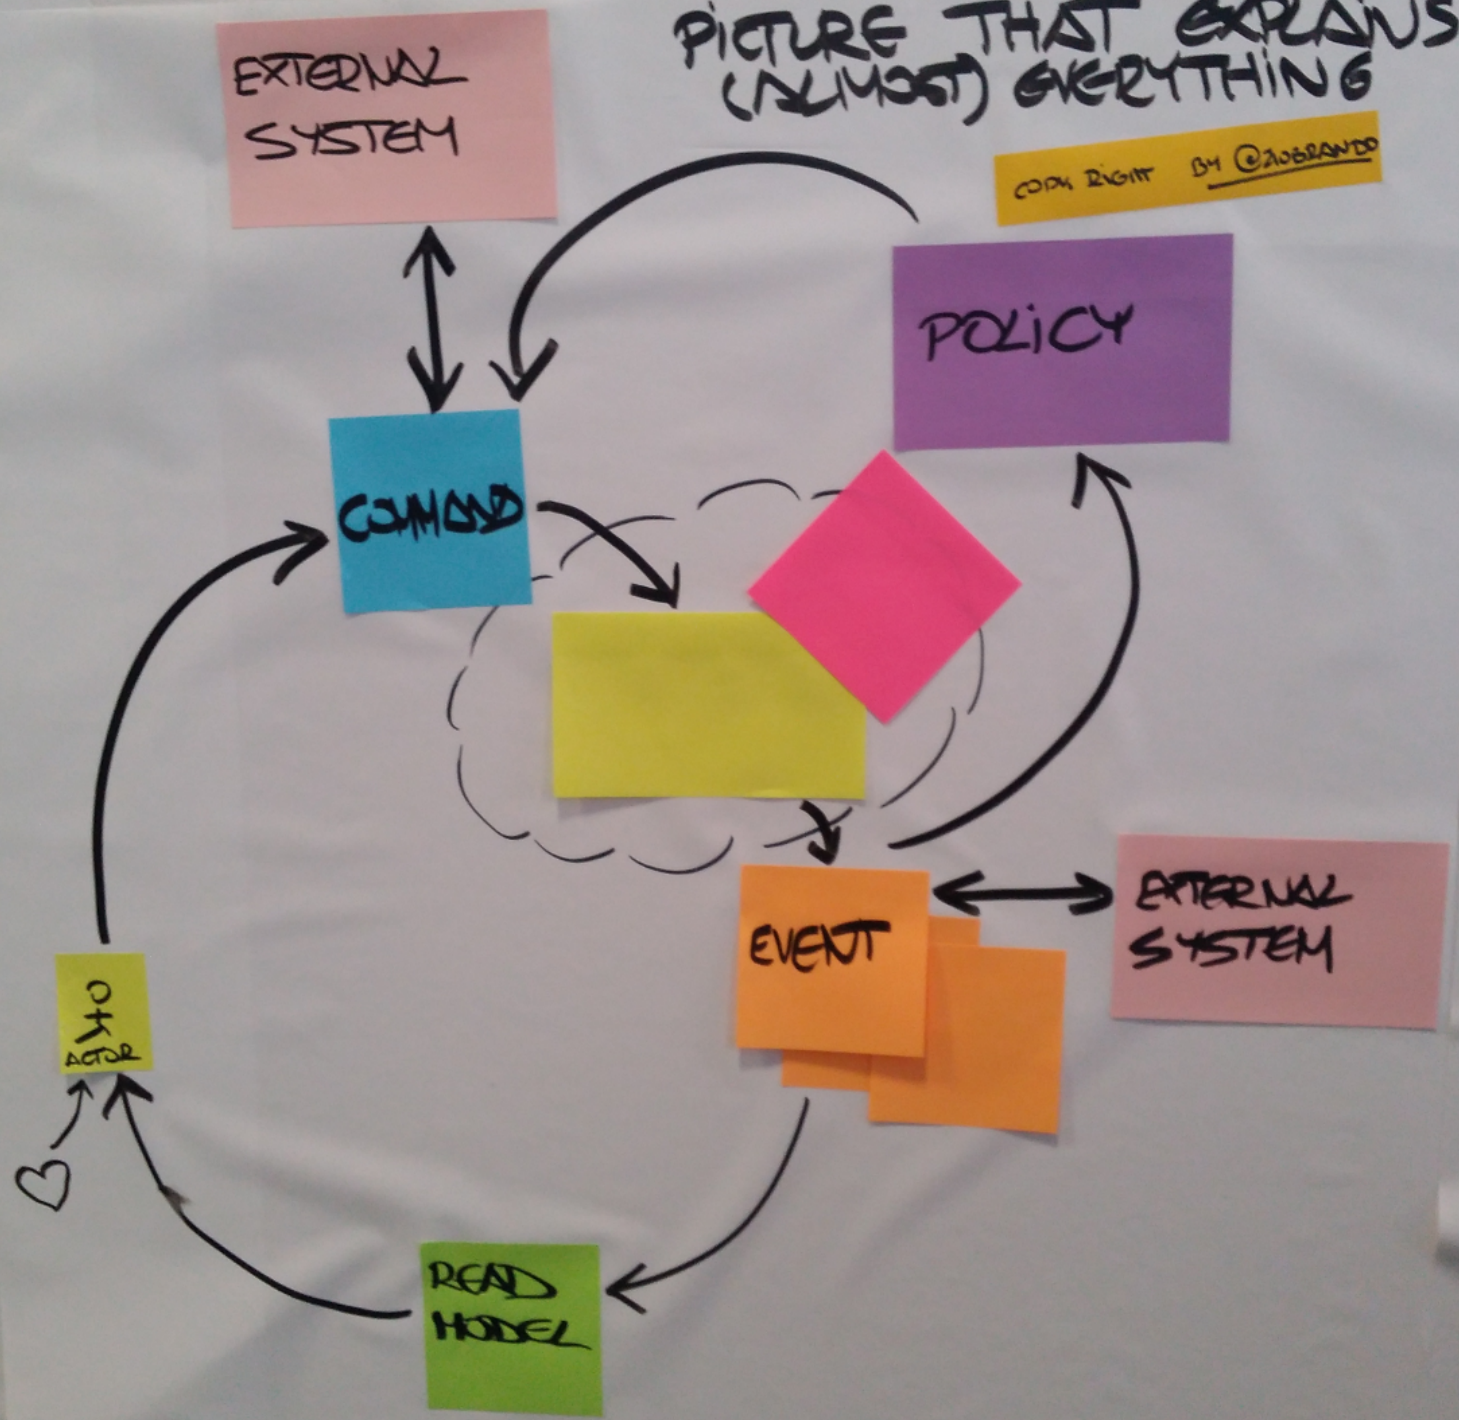 PICTURE THAT EXPLAINS
(ALMOST) EVERYTHING
COPY RIGHT BY @ZIOBRANDO
EXTERNAL
SYSTEM
POLICY
COMMAND
EVENT
EXTERNAL
SYSTEM
ACTOR
READ
MODEL